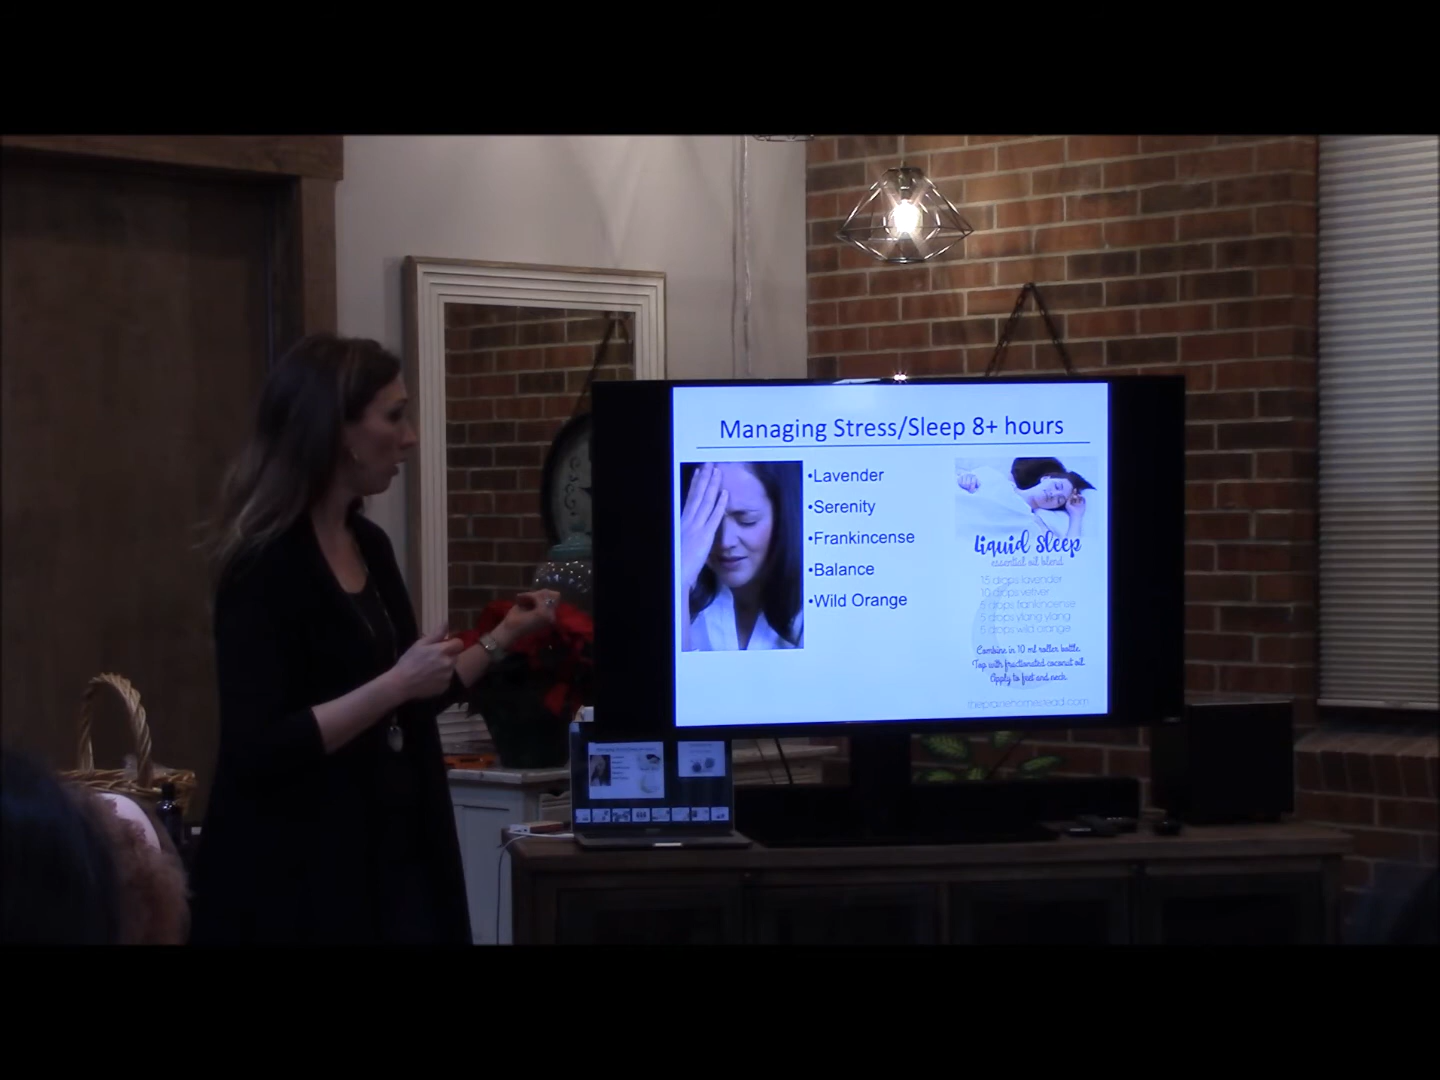 Managing Stress/Sleep 8+ hours
•Lavender
•Serenity
•Frankincense
•Balance
•Wild Orange
Liquid Sleep
essential oil blend
15 drops lavender
10 drops vetiver
5 drops frankincense
5 drops ylang ylang
5 drops wild orange
Combine in 10 ml roller bottle.
Top with fractionated coconut oil.
Apply to feet and neck.
theprairiehomestead.com